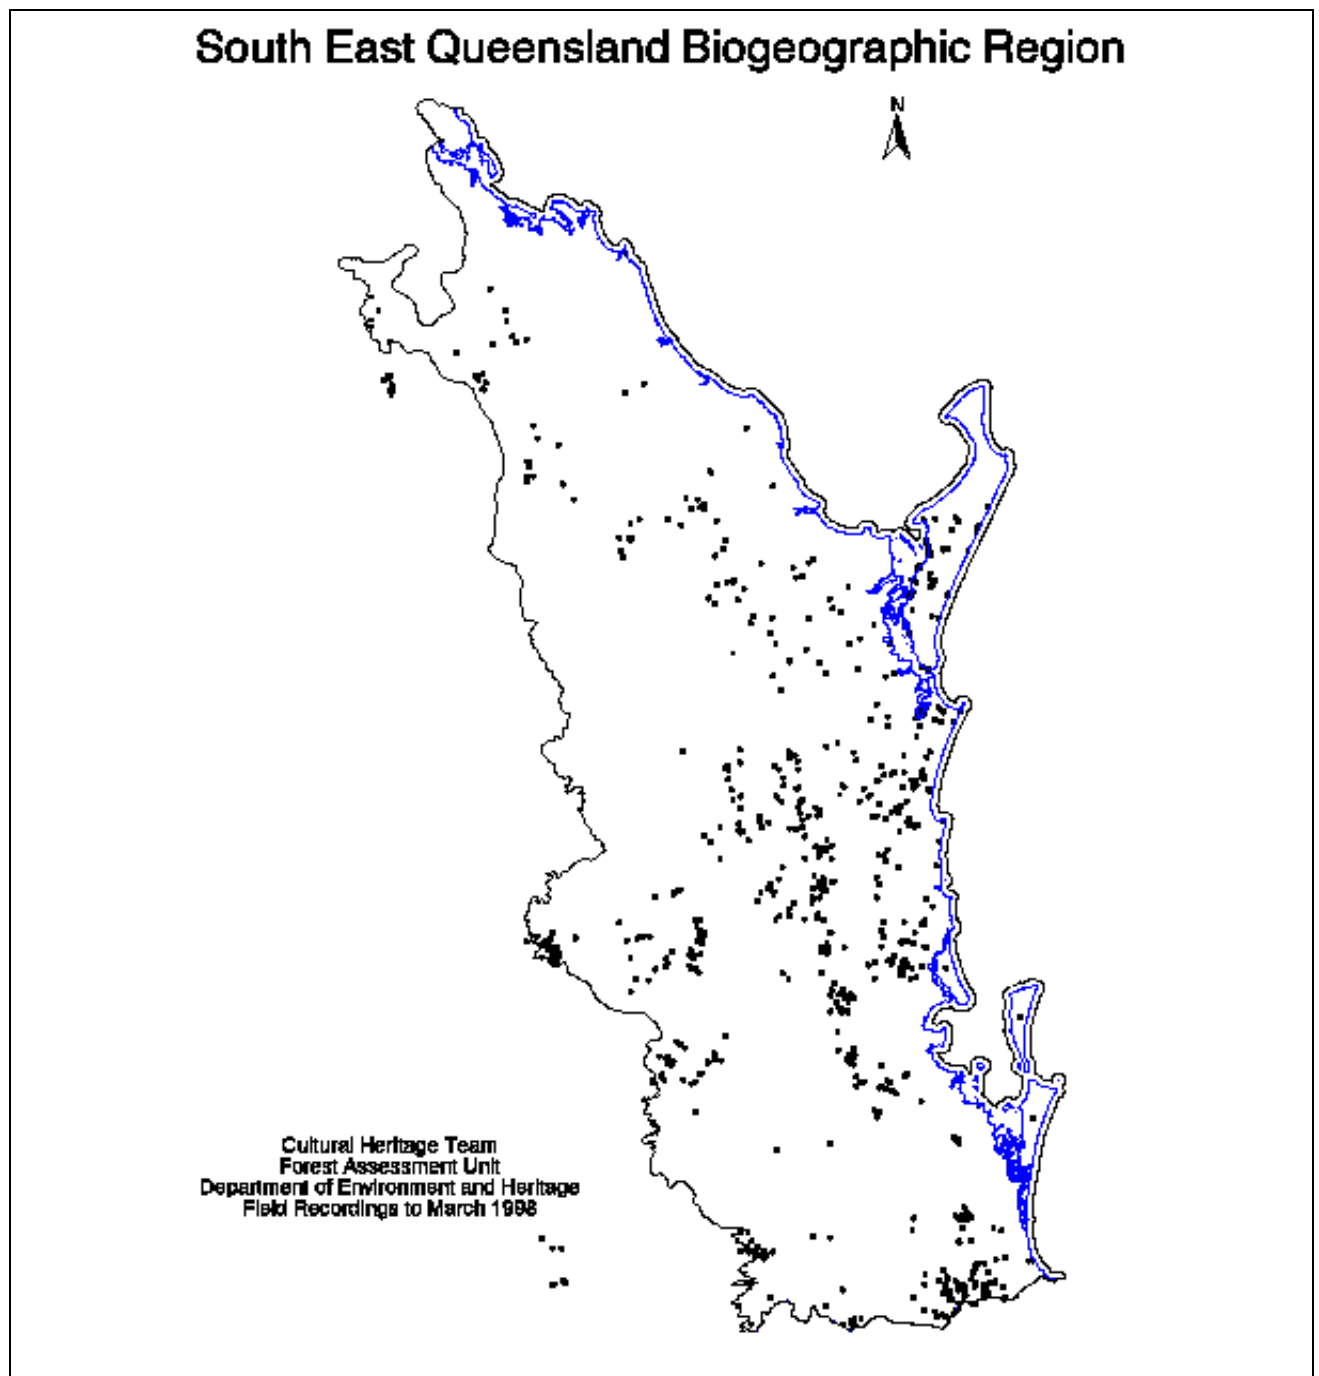 South East Queensland Biogeographic Region
N
Cultural Heritage Team
Forest Assessment Unit
Department of Environment and Heritage
Field Recordings to March 1998